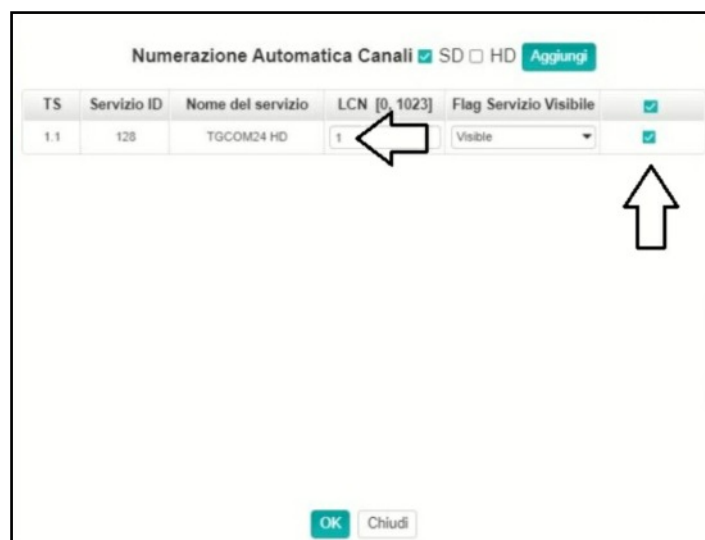 Numerazione Automatica Canali SD HD Aggiungi
TS Servizio ID Nome del servizio LCN [0, 1023] Flag Servizio Visibile
1.1 128 TGCOM24 HD 1 Visible
OK Chiudi